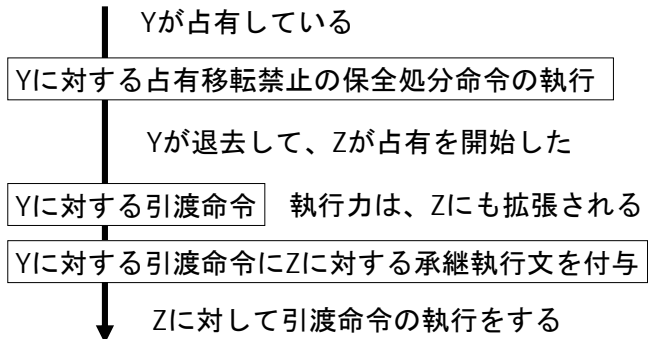 Yが占有している
Yに対する占有移転禁止の保全処分命令の執行
Yが退去して、Zが占有を開始した
Yに対する引渡命令 執行力は、Zにも拡張される
Yに対する引渡命令にZに対する承継執行文を付与
Zに対して引渡命令の執行をする